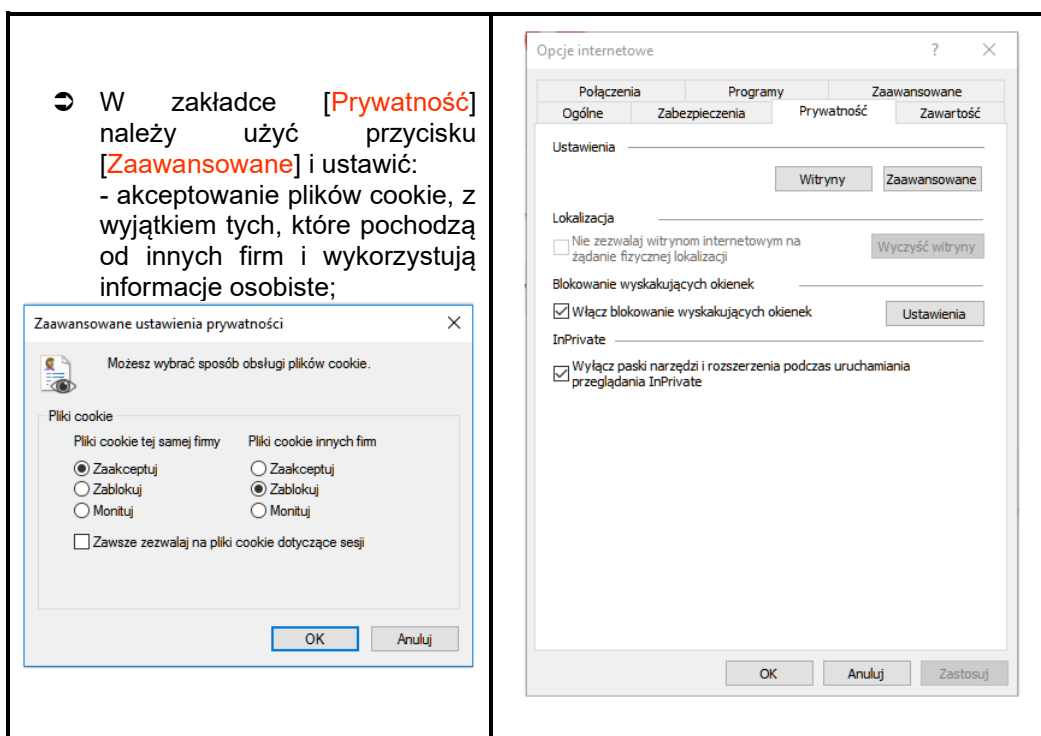 ➲ W zakładce [Prywatność]
należy użyć przycisku
[Zaawansowane] i ustawić:
- akceptowanie plików cookie, z
wyjątkiem tych, które pochodzą
od innych firm i wykorzystują
informacje osobiste;
Zaawansowane ustawienia prywatności
Możesz wybrać sposób obsługi plików cookie.
Pliki cookie
Pliki cookie tej samej firmy Pliki cookie innych firm
Zaakceptuj Zaakceptuj
Zablokuj Zablokuj
Monituj Monituj
Zawsze zezwalaj na pliki cookie dotyczące sesji
OK Anuluj
Opcje internetowe ?
Połączenia Programy Zaawansowane
Ogólne Zabezpieczenia Prywatność Zawartość
Ustawienia
Witryny Zaawansowane
Lokalizacja
Nie zezwalaj witrynom internetowym na
żądanie fizycznej lokalizacji
Wyczyść witryny
Blokowanie wyskakujących okienek
Włącz blokowanie wyskakujących okienek Ustawienia
InPrivate
Wyłącz paski narzędzi i rozszerzenia podczas uruchamiania
przeglądania InPrivate
OK Anuluj Zastosuj